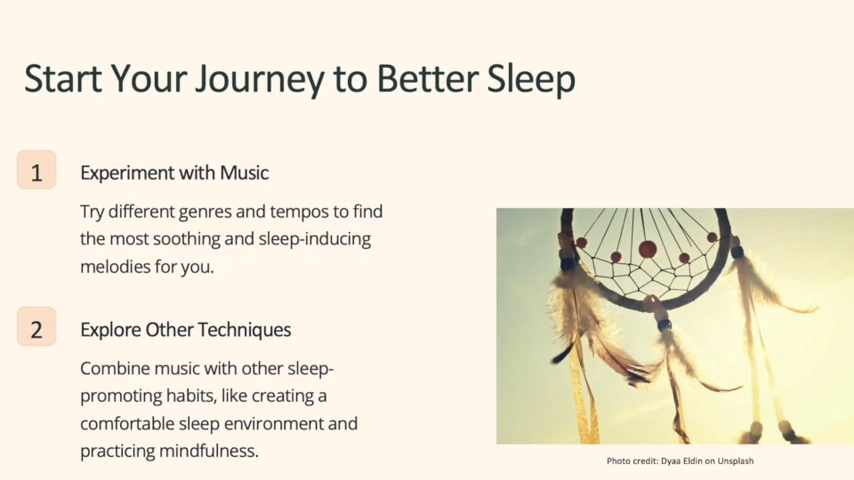 Start Your Journey to Better Sleep
1
Experiment with Music
Try different genres and tempos to find
the most soothing and sleep-inducing
melodies for you.
2
Explore Other Techniques
Combine music with other sleep-
promoting habits, like creating a
comfortable sleep environment and
practicing mindfulness.
Photo credit: Dyaa Eldin on Unsplash